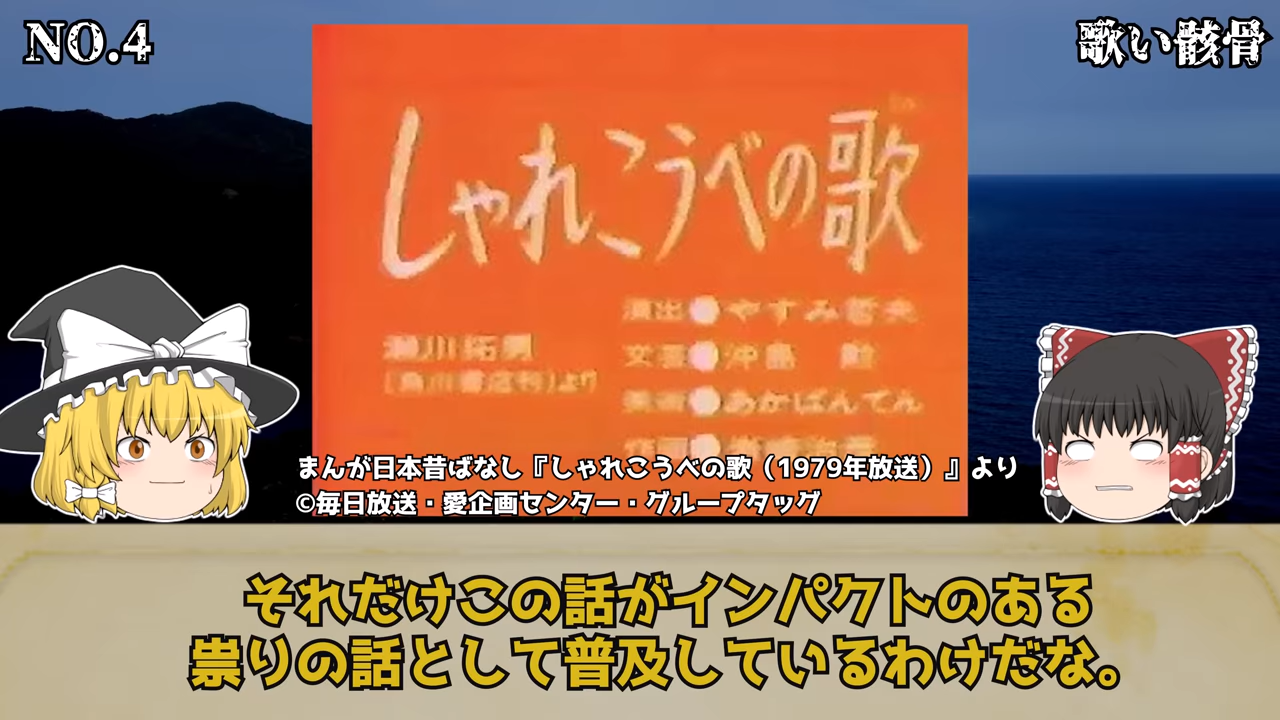 NO.4
歌い骸骨
しゃれこうべの歌
演出●やすみ哲夫
瀬川拓男
文芸●沖島 勲
[角川書店刊]より
美術●あかばんてん
まんが日本昔ばなし『しゃれこうべの歌（1979年放送）』より
©毎日放送・愛企画センター・グループタック
それだけこの話がインパクトのある
祟りの話として普及しているわけだな。